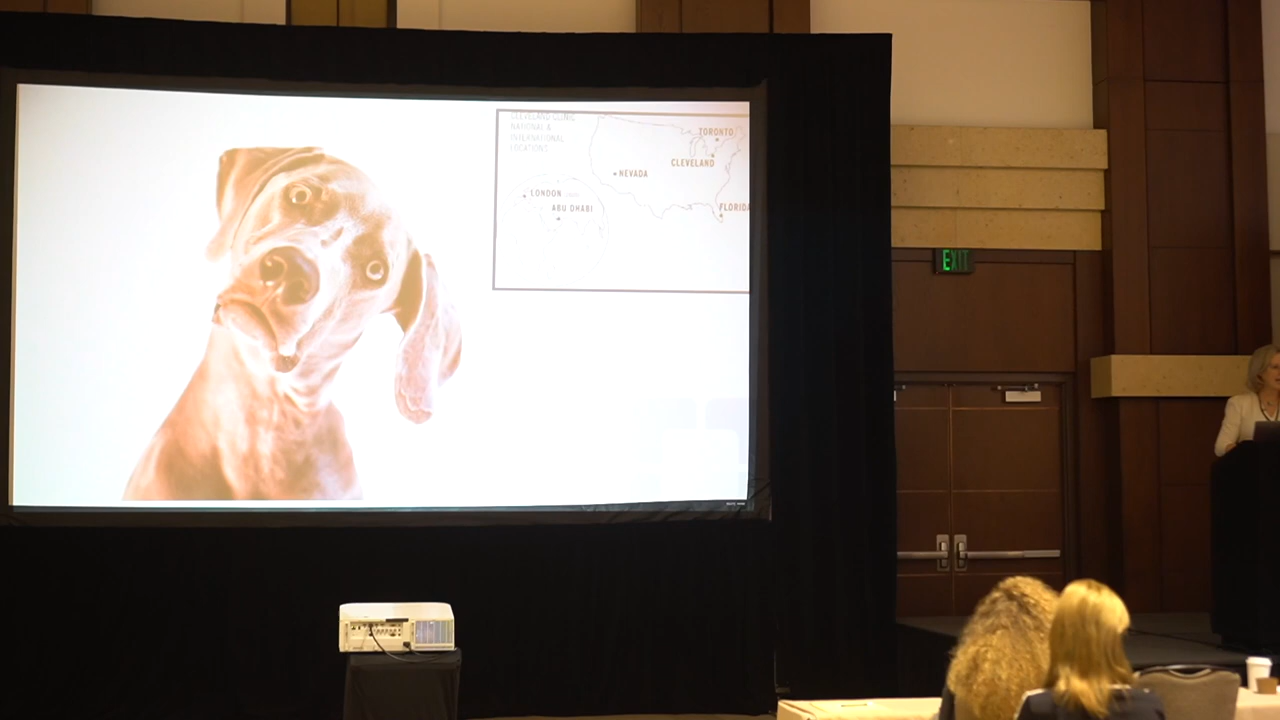 CLEVELAND CLINIC
NATIONAL &
INTERNATIONAL
LOCATIONS
TORONTO
CLEVELAND
NEVADA
LONDON
ABU DHABI
FLORIDA
EXIT